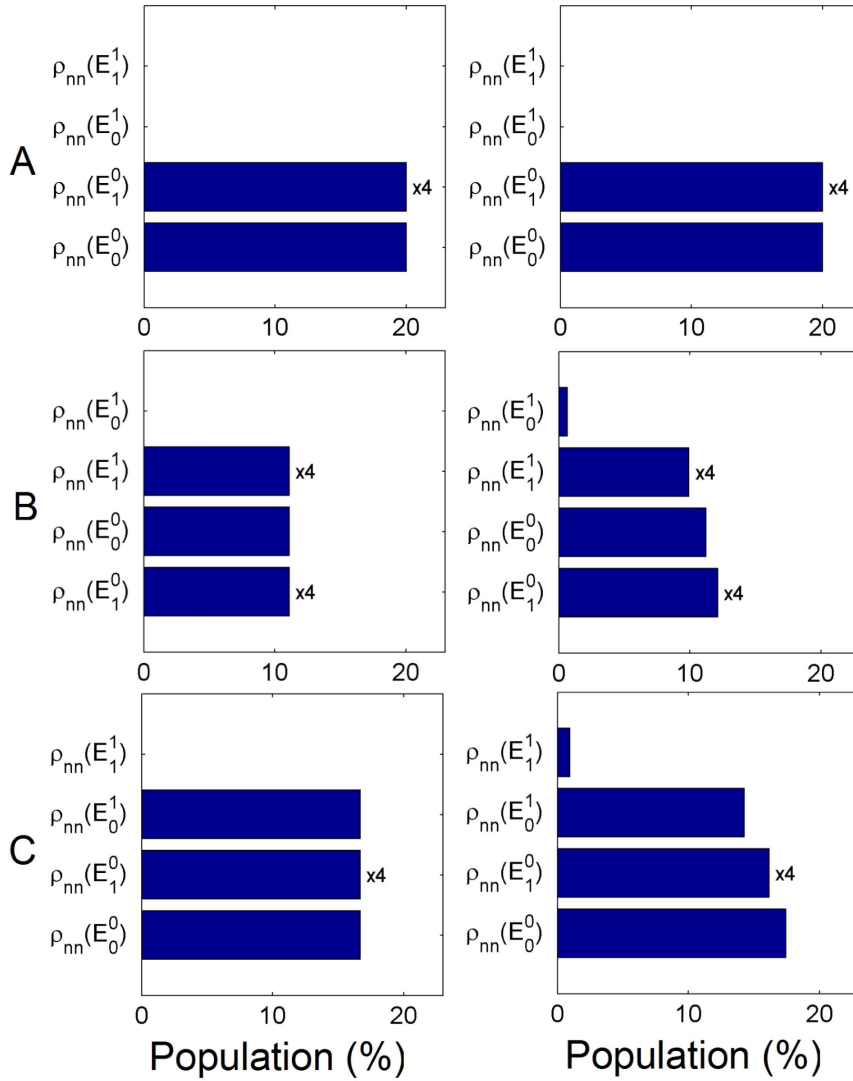 A
ρnn(E11)
ρnn(E01)
ρnn(E10) x4
ρnn(E00)
0 10 20
ρnn(E11)
ρnn(E01)
ρnn(E10) x4
ρnn(E00)
0 10 20
B
ρnn(E01)
ρnn(E11) x4
ρnn(E00)
ρnn(E10) x4
0 10 20
ρnn(E01)
ρnn(E11) x4
ρnn(E00)
ρnn(E10) x4
0 10 20
C
ρnn(E11)
ρnn(E01)
ρnn(E10) x4
ρnn(E00)
0 10 20
Population (%)
ρnn(E11)
ρnn(E01)
ρnn(E10) x4
ρnn(E00)
0 10 20
Population (%)